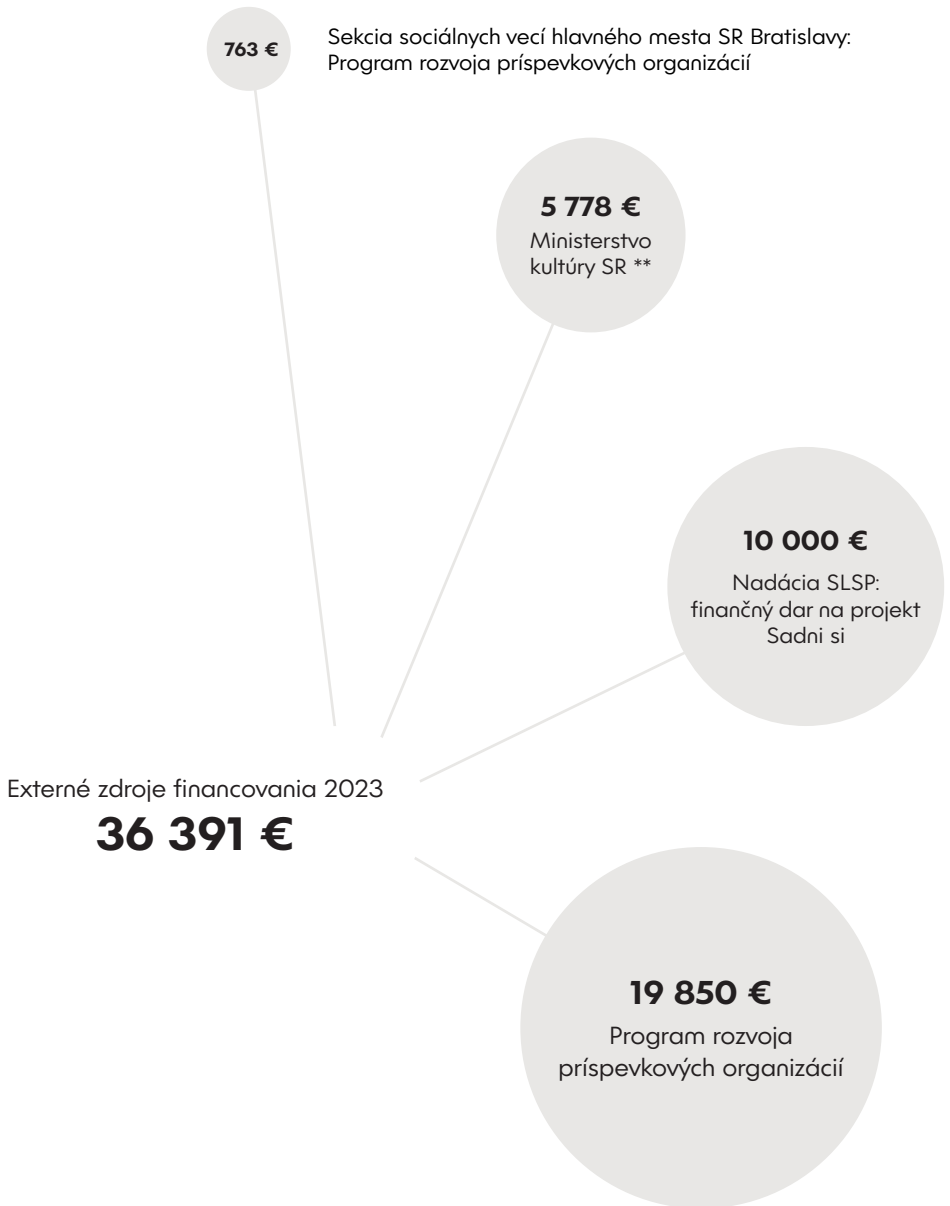 763 €
Sekcia sociálnych vecí hlavného mesta SR Bratislavy:
Program rozvoja príspevkových organizácií
5 778 €
Ministerstvo
kultúry SR **
10 000 €
Nadácia SLSP:
finančný dar na projekt
Sadni si
Externé zdroje financovania 2023
36 391 €
19 850 €
Program rozvoja
príspevkových organizácií